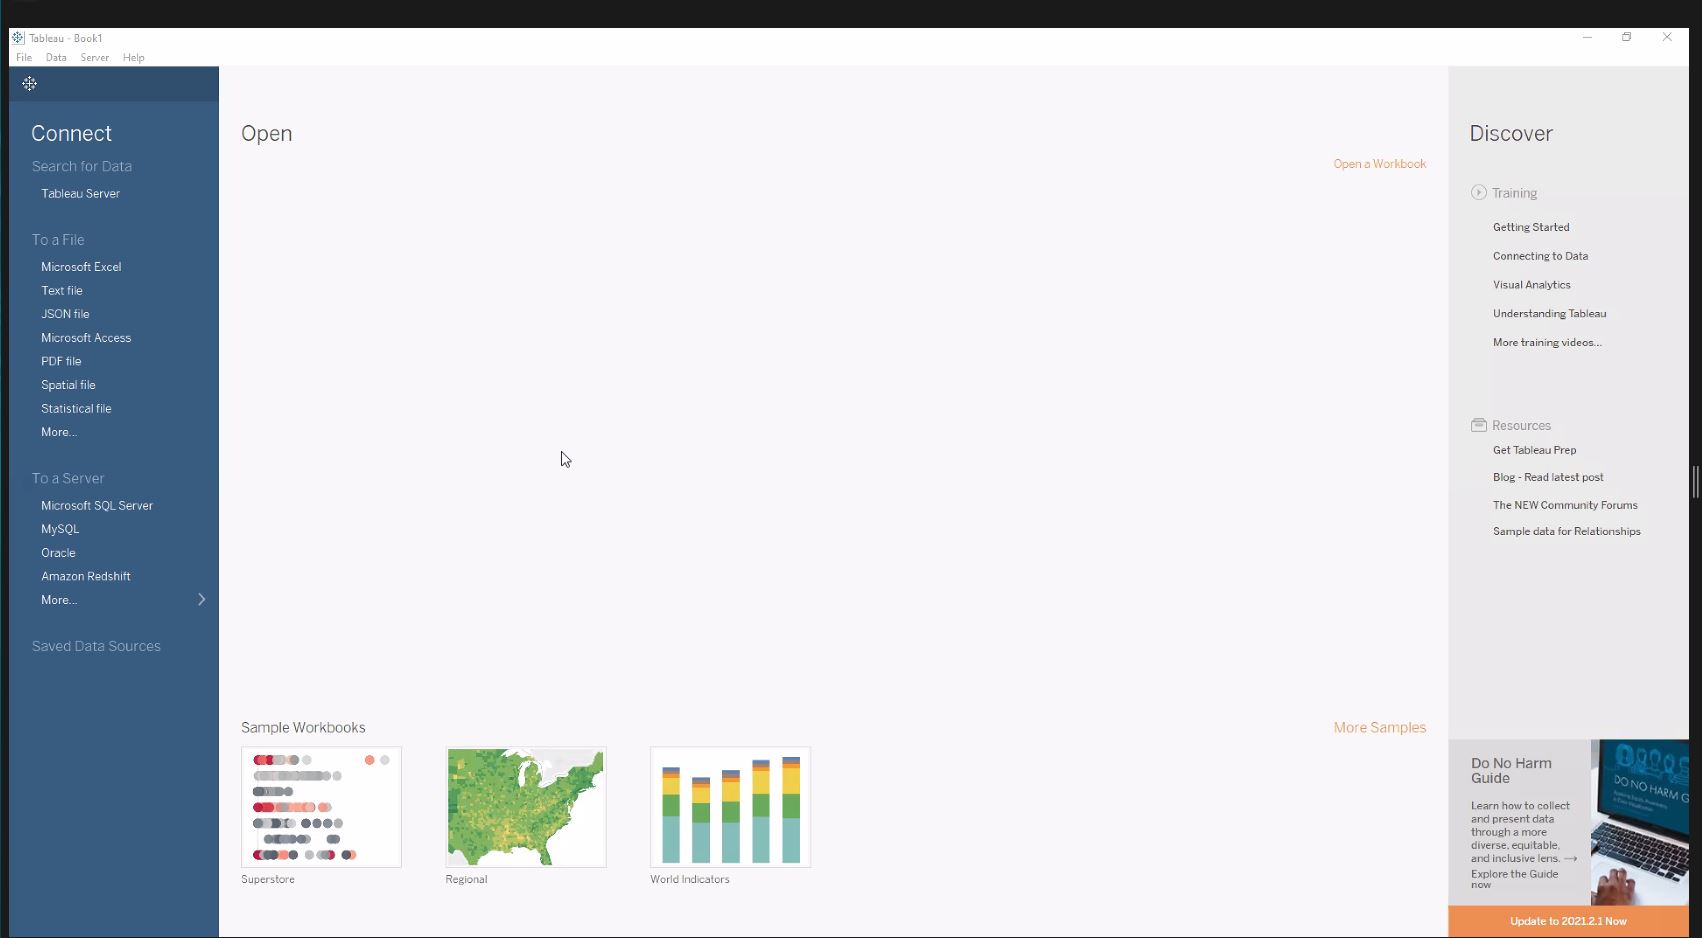 Tableau - Book1
File Data Server Help
Connect
Search for Data
Tableau Server
To a File
Microsoft Excel
Text file
JSON file
Microsoft Access
PDF file
Spatial file
Statistical file
More...
To a Server
Microsoft SQL Server
MySQL
Oracle
Amazon Redshift
More...
Saved Data Sources
Open
Open a Workbook
Sample Workbooks
More Samples
Superstore
Regional
World Indicators
Discover
Training
Getting Started
Connecting to Data
Visual Analytics
Understanding Tableau
More training videos...
Resources
Get Tableau Prep
Blog - Read latest post
The NEW Community Forums
Sample data for Relationships
Do No Harm
Guide
Learn how to collect
and present data
through a more
diverse, equitable,
and inclusive lens. →
Explore the Guide
now
DO NO HARM G
Update to 2021.2.1 Now